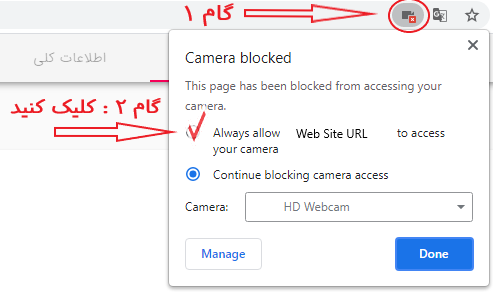 گام ۱
Camera blocked
اطلاعات کلی
This page has been blocked from accessing your
camera.
گام ۲ : کلیک کنید
Always allow Web Site URL to access
your camera
Continue blocking camera access
Camera: HD Webcam
Manage Done